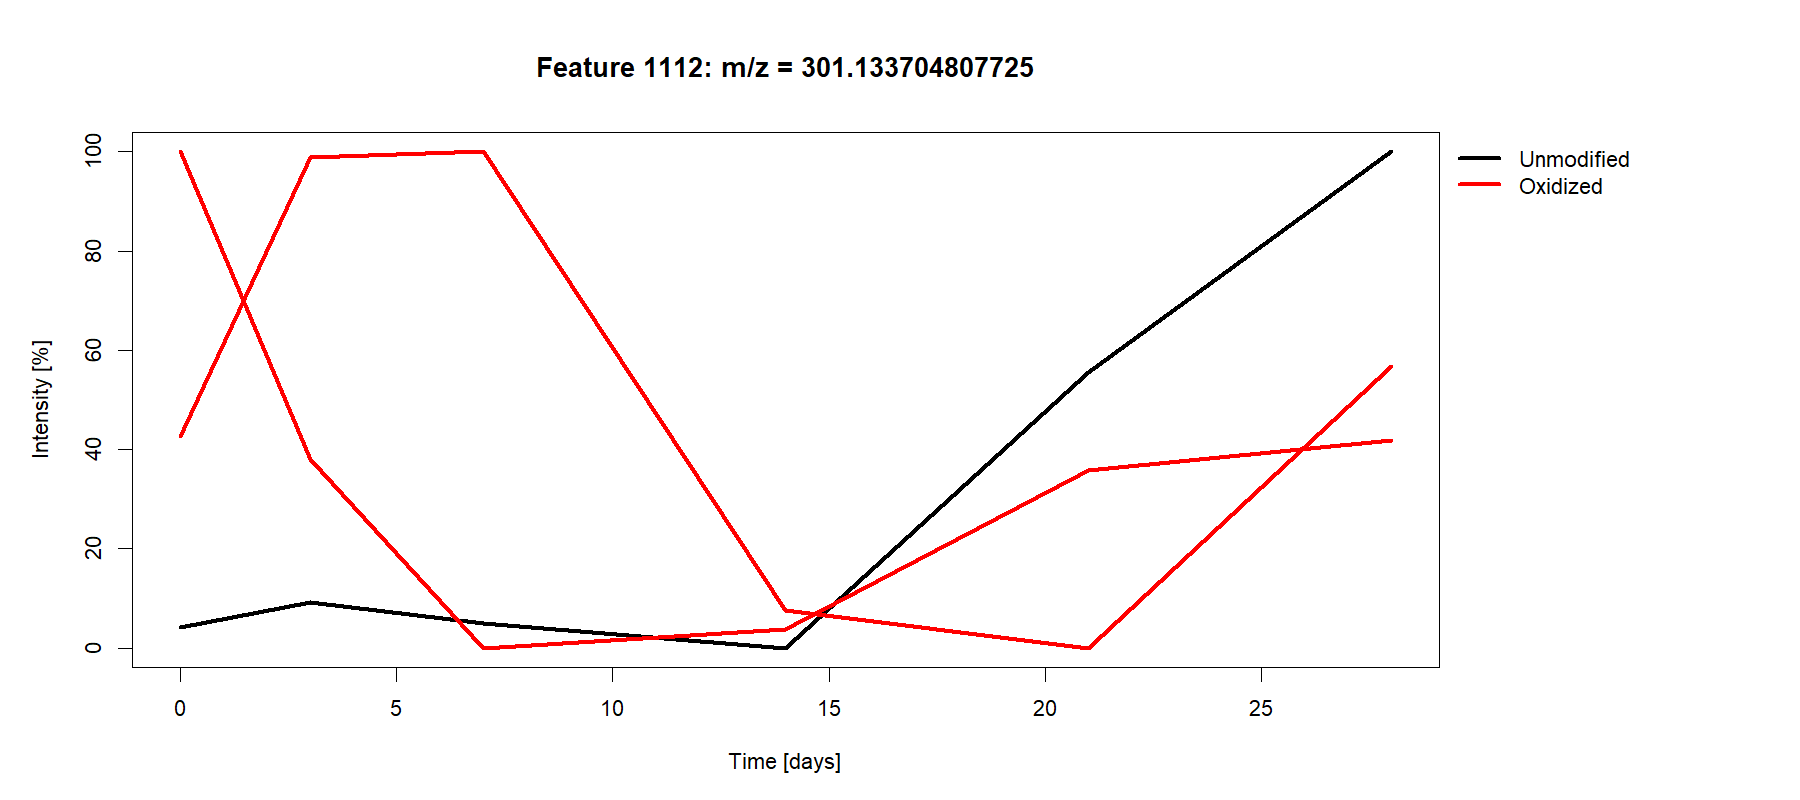 Feature 1112: m/z = 301.133704807725
Unmodified
Oxidized
Intensity [%]
100
80
60
40
20
0
0 5 10 15 20 25
Time [days]